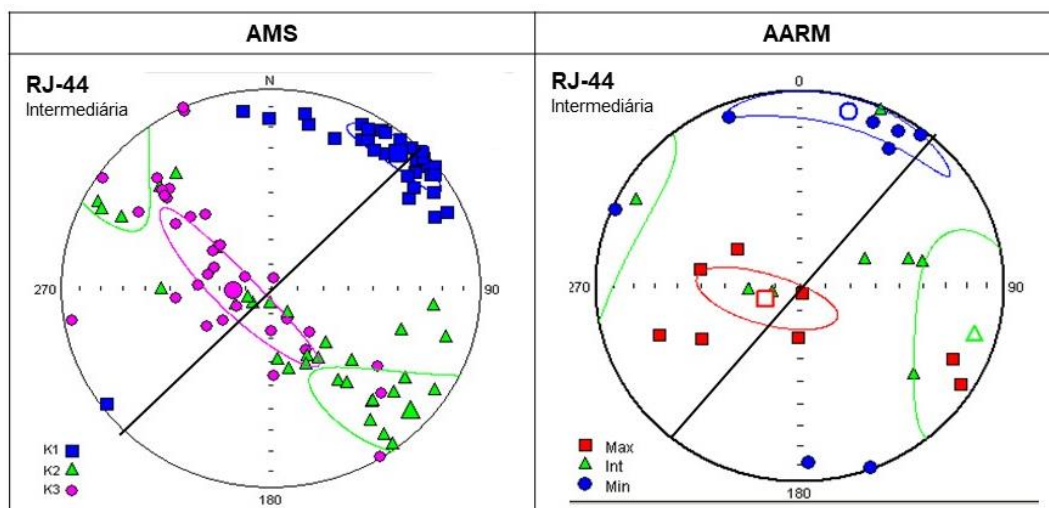 AMS
AARM
RJ-44
Intermediária
N
270
90
180
K1
K2
K3
RJ-44
Intermediária
0
270
90
180
Max
Int
Min